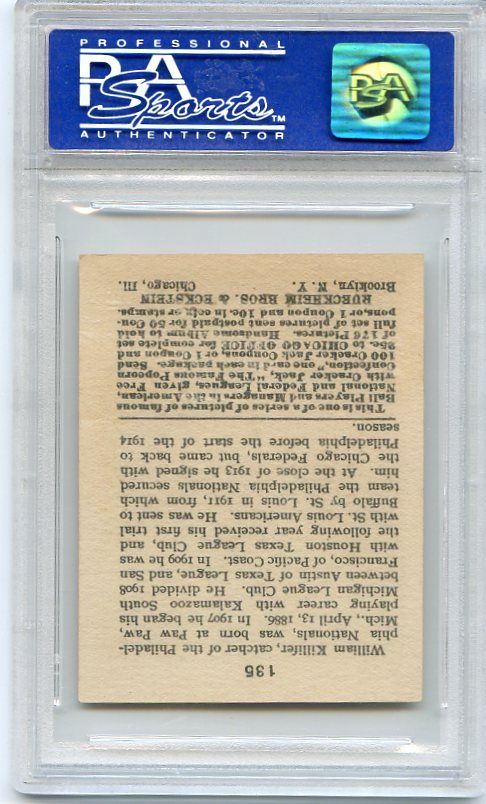 PROFESSIONAL
PSA
Sports™
AUTHENTICATOR
PSA
135
William Killifer, catcher of the Philadel-
phia Nationals, was born at Paw Paw,
Mich., April 13, 1886. In 1907 he began his
playing career with Kalamazoo South
Michigan League Club. He divided 1908
between Austin of Texas League, and San
Francisco, of Pacific Coast. In 1909 he was
with Houston Texas League Club, and
the following year received his first trial
with St. Louis Americans. He was sent to
Buffalo by St. Louis in 1911, from which
team the Philadelphia Nationals secured
him. At the close of 1913 he signed with
the Chicago Federals, but came back to
Philadelphia before the start of the 1914
season.
This is one of a series of pictures of famous
Ball Players and Managers in the American,
National and Federal Leagues, given Free
with Cracker Jack, "The Famous Popcorn
Confection," one card in each package. Send
100 Cracker Jack Coupons, or 1 Coupon and
25c. to CHICAGO OFFICE for complete set
of 176 Pictures. Handsome Album to hold
full set of pictures sent postpaid for 50 Cou-
pons or 1 Coupon and 10c. in coin or stamps.
RUECKHEIM BROS. & ECKSTEIN
Brooklyn, N. Y. Chicago, Ill.